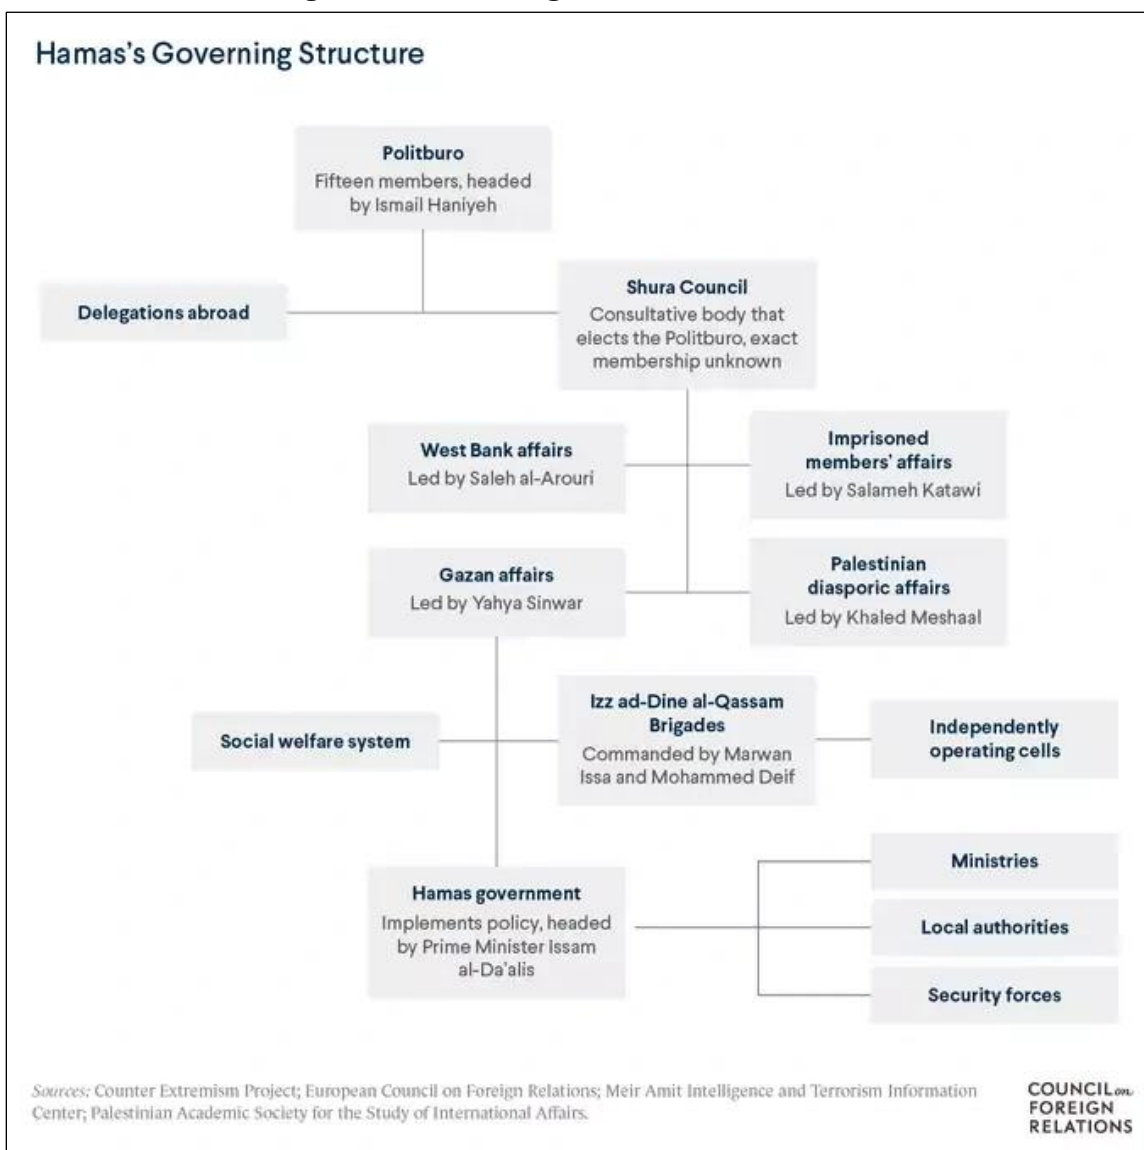 Hamas's Governing Structure
Politburo
Fifteen members, headed
by Ismail Haniyeh
Delegations abroad
Shura Council
Consultative body that
elects the Politburo, exact
membership unknown
West Bank affairs
Led by Saleh al-Arouri
Imprisoned
members' affairs
Led by Salameh Katawi
Gazan affairs
Led by Yahya Sinwar
Palestinian
diasporic affairs
Led by Khaled Meshaal
Social welfare system
Izz ad-Dine al-Qassam
Brigades
Commanded by Marwan
Issa and Mohammed Deif
Independently
operating cells
Hamas government
Implements policy, headed
by Prime Minister Issam
al-Da'alis
Ministries
Local authorities
Security forces
Sources: Counter Extremism Project; European Council on Foreign Relations; Meir Amit Intelligence and Terrorism Information
Center; Palestinian Academic Society for the Study of International Affairs.
COUNCIL on
FOREIGN
RELATIONS